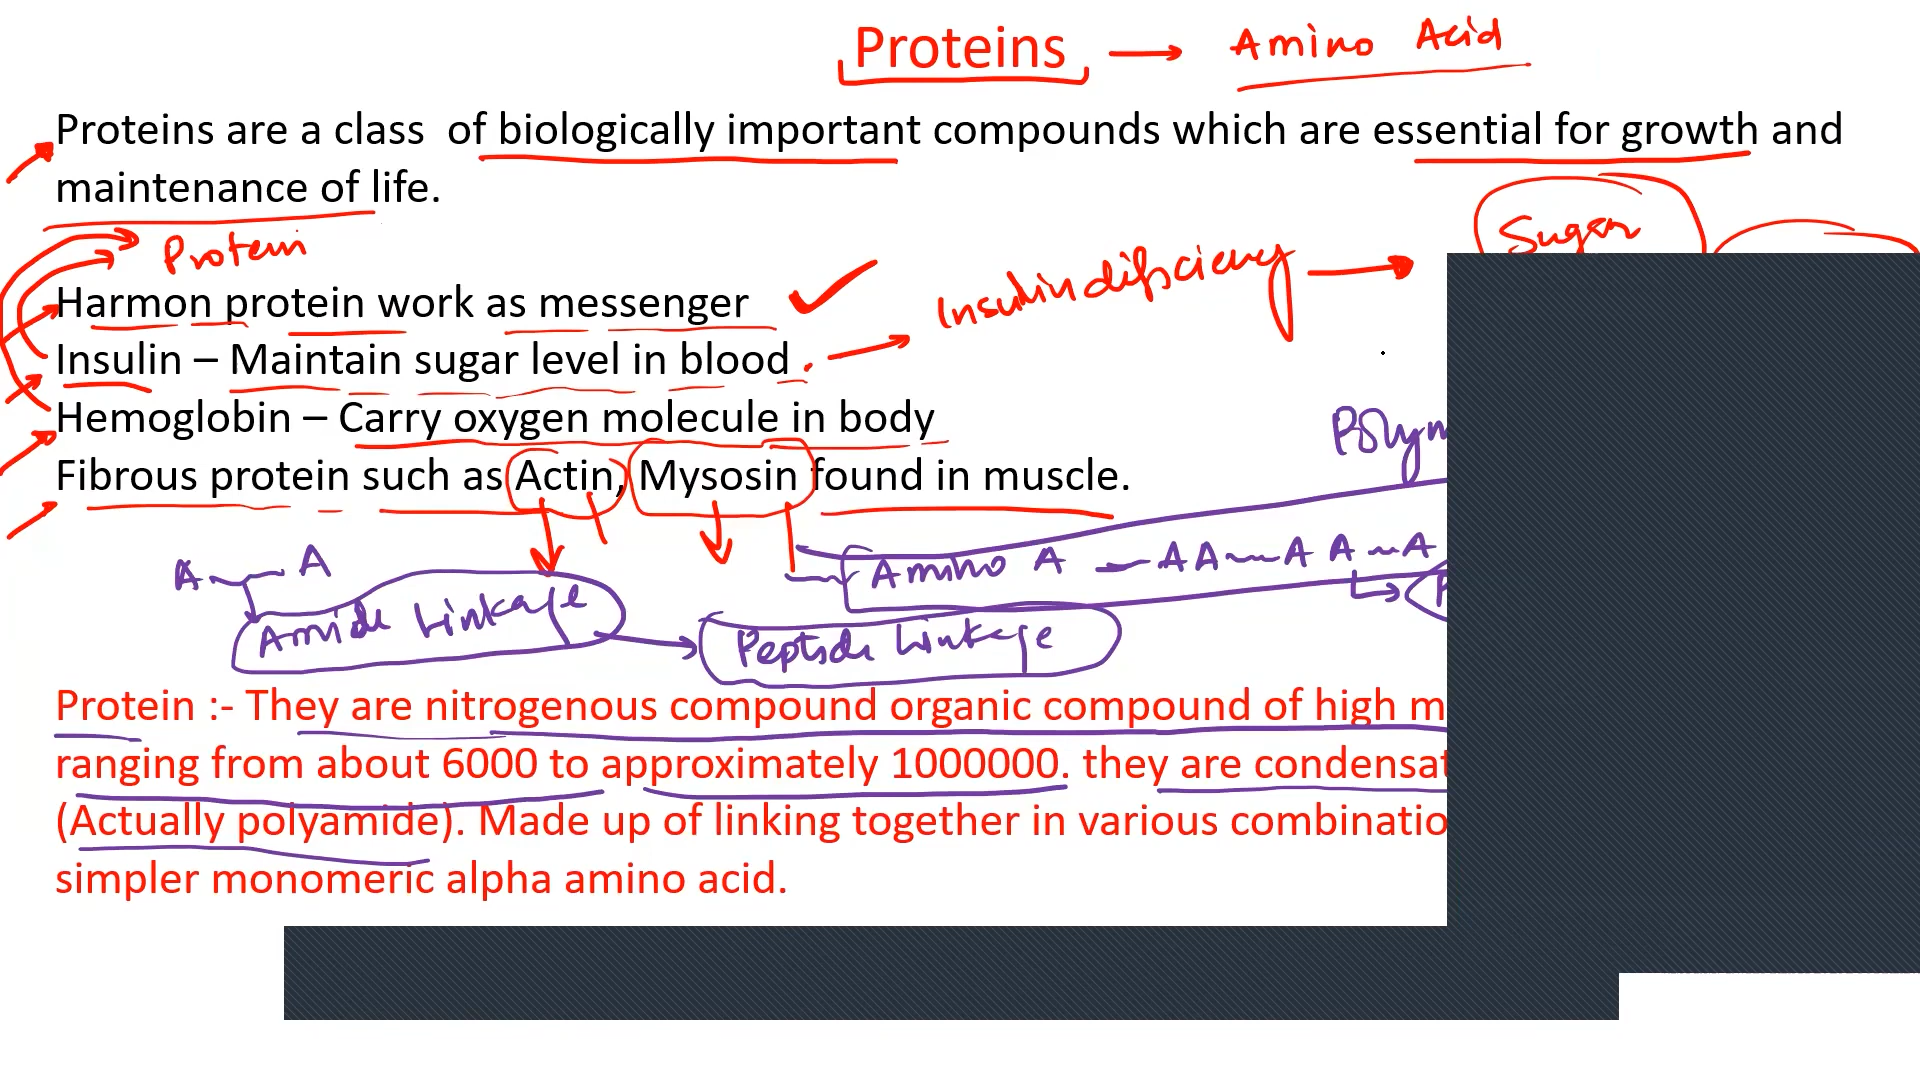 Proteins → Amino Acid
Proteins are a class of biologically important compounds which are essential for growth and
maintenance of life.
Sugar
Protein
Insulin dificiency →
Harmon protein work as messenger
Insulin – Maintain sugar level in blood.
Hemoglobin – Carry oxygen molecule in body
Polym
Fibrous protein such as Actin, Mysosin found in muscle.
A A
Amino A — A A — A A — A
Amide Linkage → Peptide Linkage
Protein :- They are nitrogenous compound organic compound of high m
ranging from about 6000 to approximately 1000000. they are condensat
(Actually polyamide). Made up of linking together in various combinatio
simpler monomeric alpha amino acid.